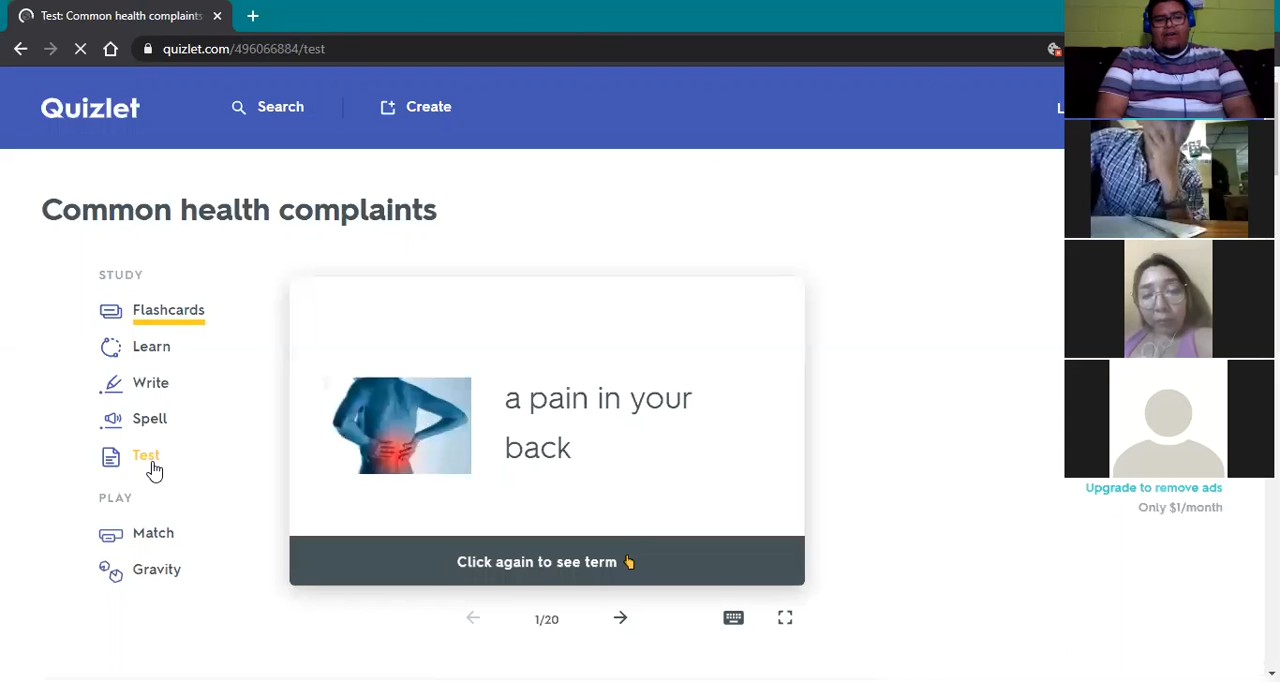 Test: Common health complaints
quizlet.com/496066884/test
Quizlet
Search
Create
L
Common health complaints
STUDY
Flashcards
Learn
Write
Spell
Test
PLAY
Match
Gravity
a pain in your
back
Click again to see term
1/20
Upgrade to remove ads
Only $1/month